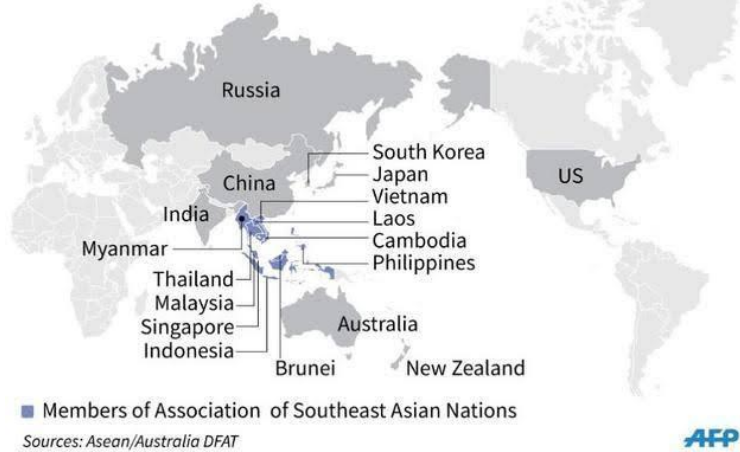 Russia
South Korea
China
Japan
US
Vietnam
India
Laos
Cambodia
Myanmar
Philippines
Thailand
Malaysia
Singapore
Australia
Indonesia
Brunei
New Zealand
Members of Association of Southeast Asian Nations
Sources: Asean/Australia DFAT
AFP